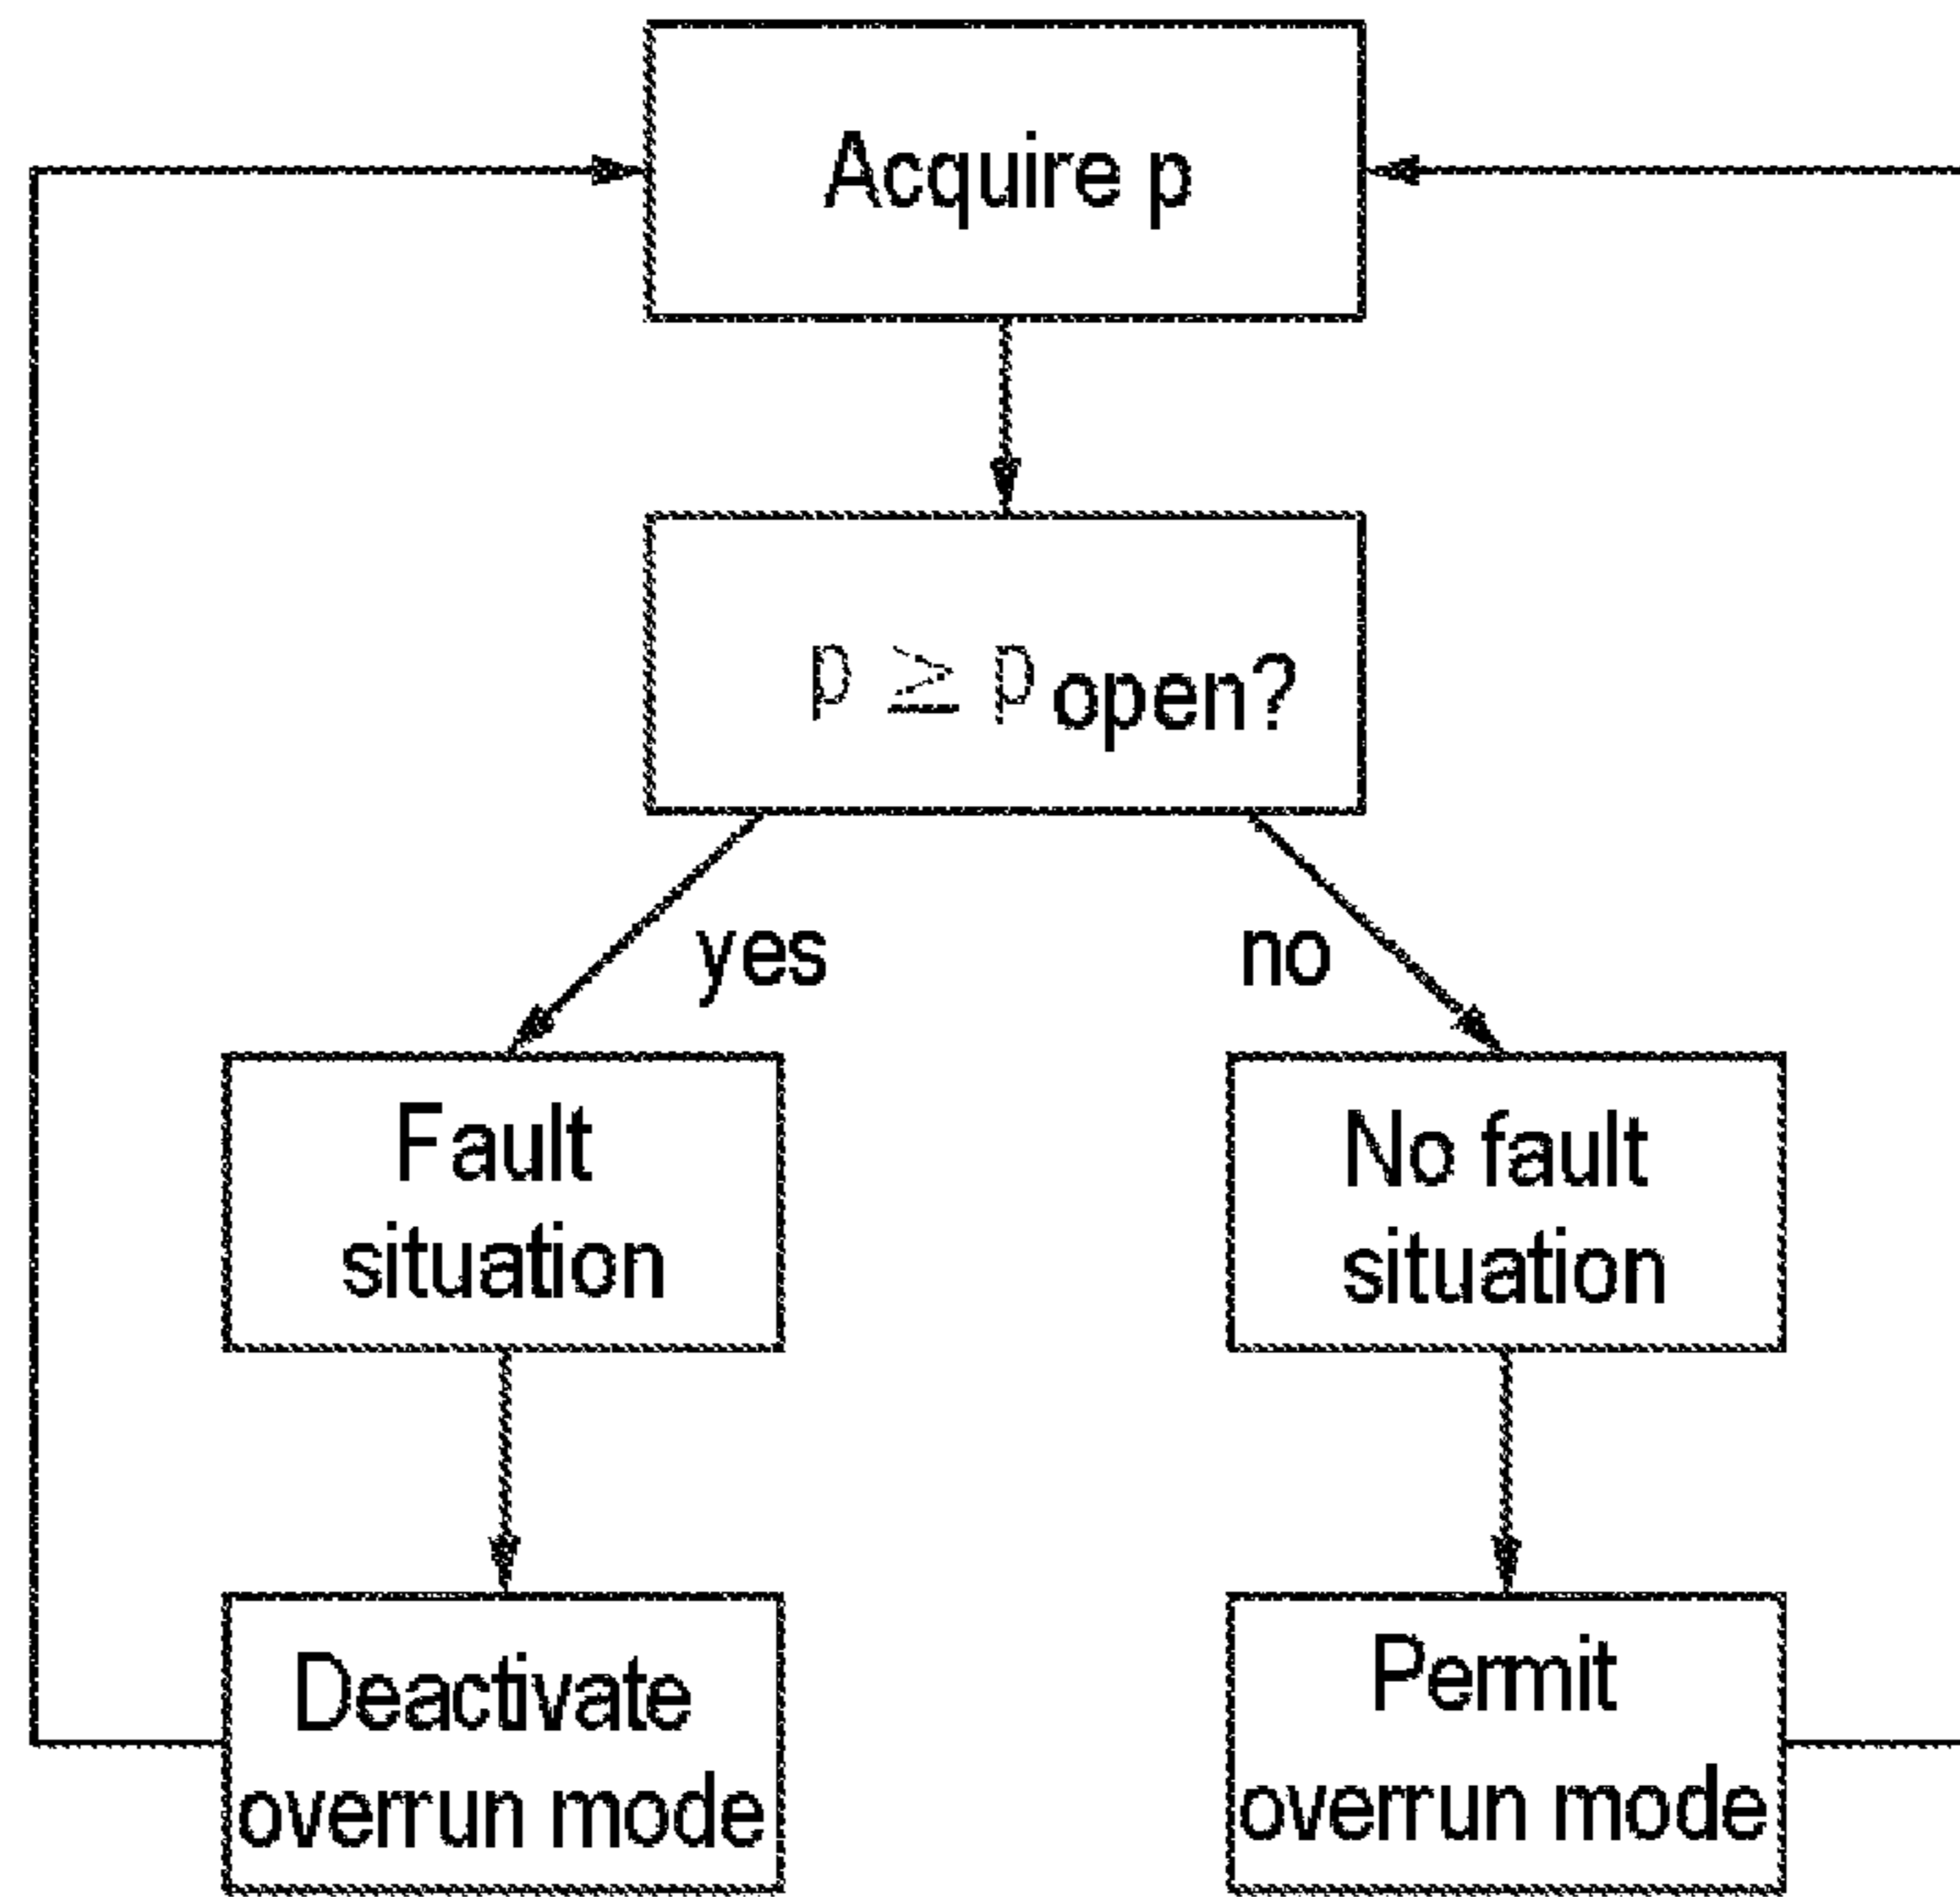 Acquire p
p ≥ p open?
yes
no
Fault
situation
No fault
situation
Deactivate
overrun mode
Permit
overrun mode